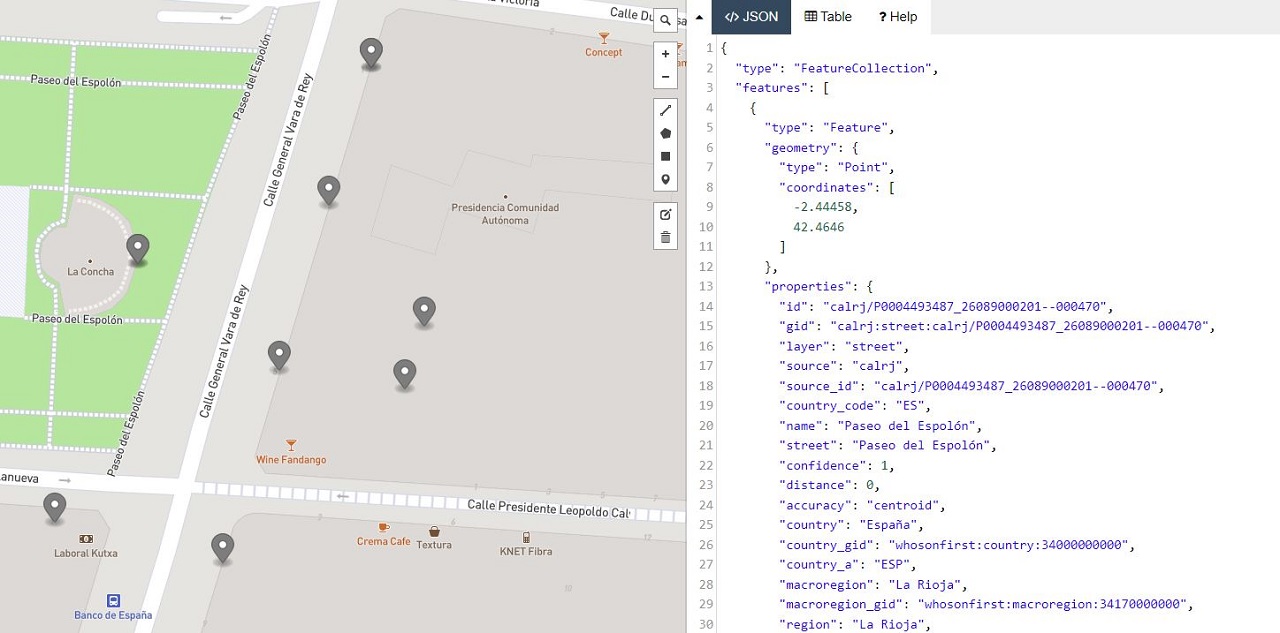 la Victoria
Calle Du
Concept
Paseo del Espolón
Paseo del Espolón
Calle General Vara de Rey
Presidencia Comunidad
Autónoma
La Concha
Paseo del Espolón
Calle General Vara de Rey
Paseo del Espolón
Wine Fandango
lanueva
Calle Presidente Leopoldo Cal
Laboral Kutxa
Crema Cafe
Textura
KNET Fibra
Banco de España
+
−
</> JSON
Table
? Help
1 {
2 "type": "FeatureCollection",
3 "features": [
4 {
5 "type": "Feature",
6 "geometry": {
7 "type": "Point",
8 "coordinates": [
9 -2.44458,
10 42.4646
11 ]
12 },
13 "properties": {
14 "id": "calrj/P0004493487_26089000201--000470",
15 "gid": "calrj:street:calrj/P0004493487_26089000201--000470",
16 "layer": "street",
17 "source": "calrj",
18 "source_id": "calrj/P0004493487_26089000201--000470",
19 "country_code": "ES",
20 "name": "Paseo del Espolón",
21 "street": "Paseo del Espolón",
22 "confidence": 1,
23 "distance": 0,
24 "accuracy": "centroid",
25 "country": "España",
26 "country_gid": "whosonfirst:country:34000000000",
27 "country_a": "ESP",
28 "macroregion": "La Rioja",
29 "macroregion_gid": "whosonfirst:macroregion:34170000000",
30 "region": "La Rioja",